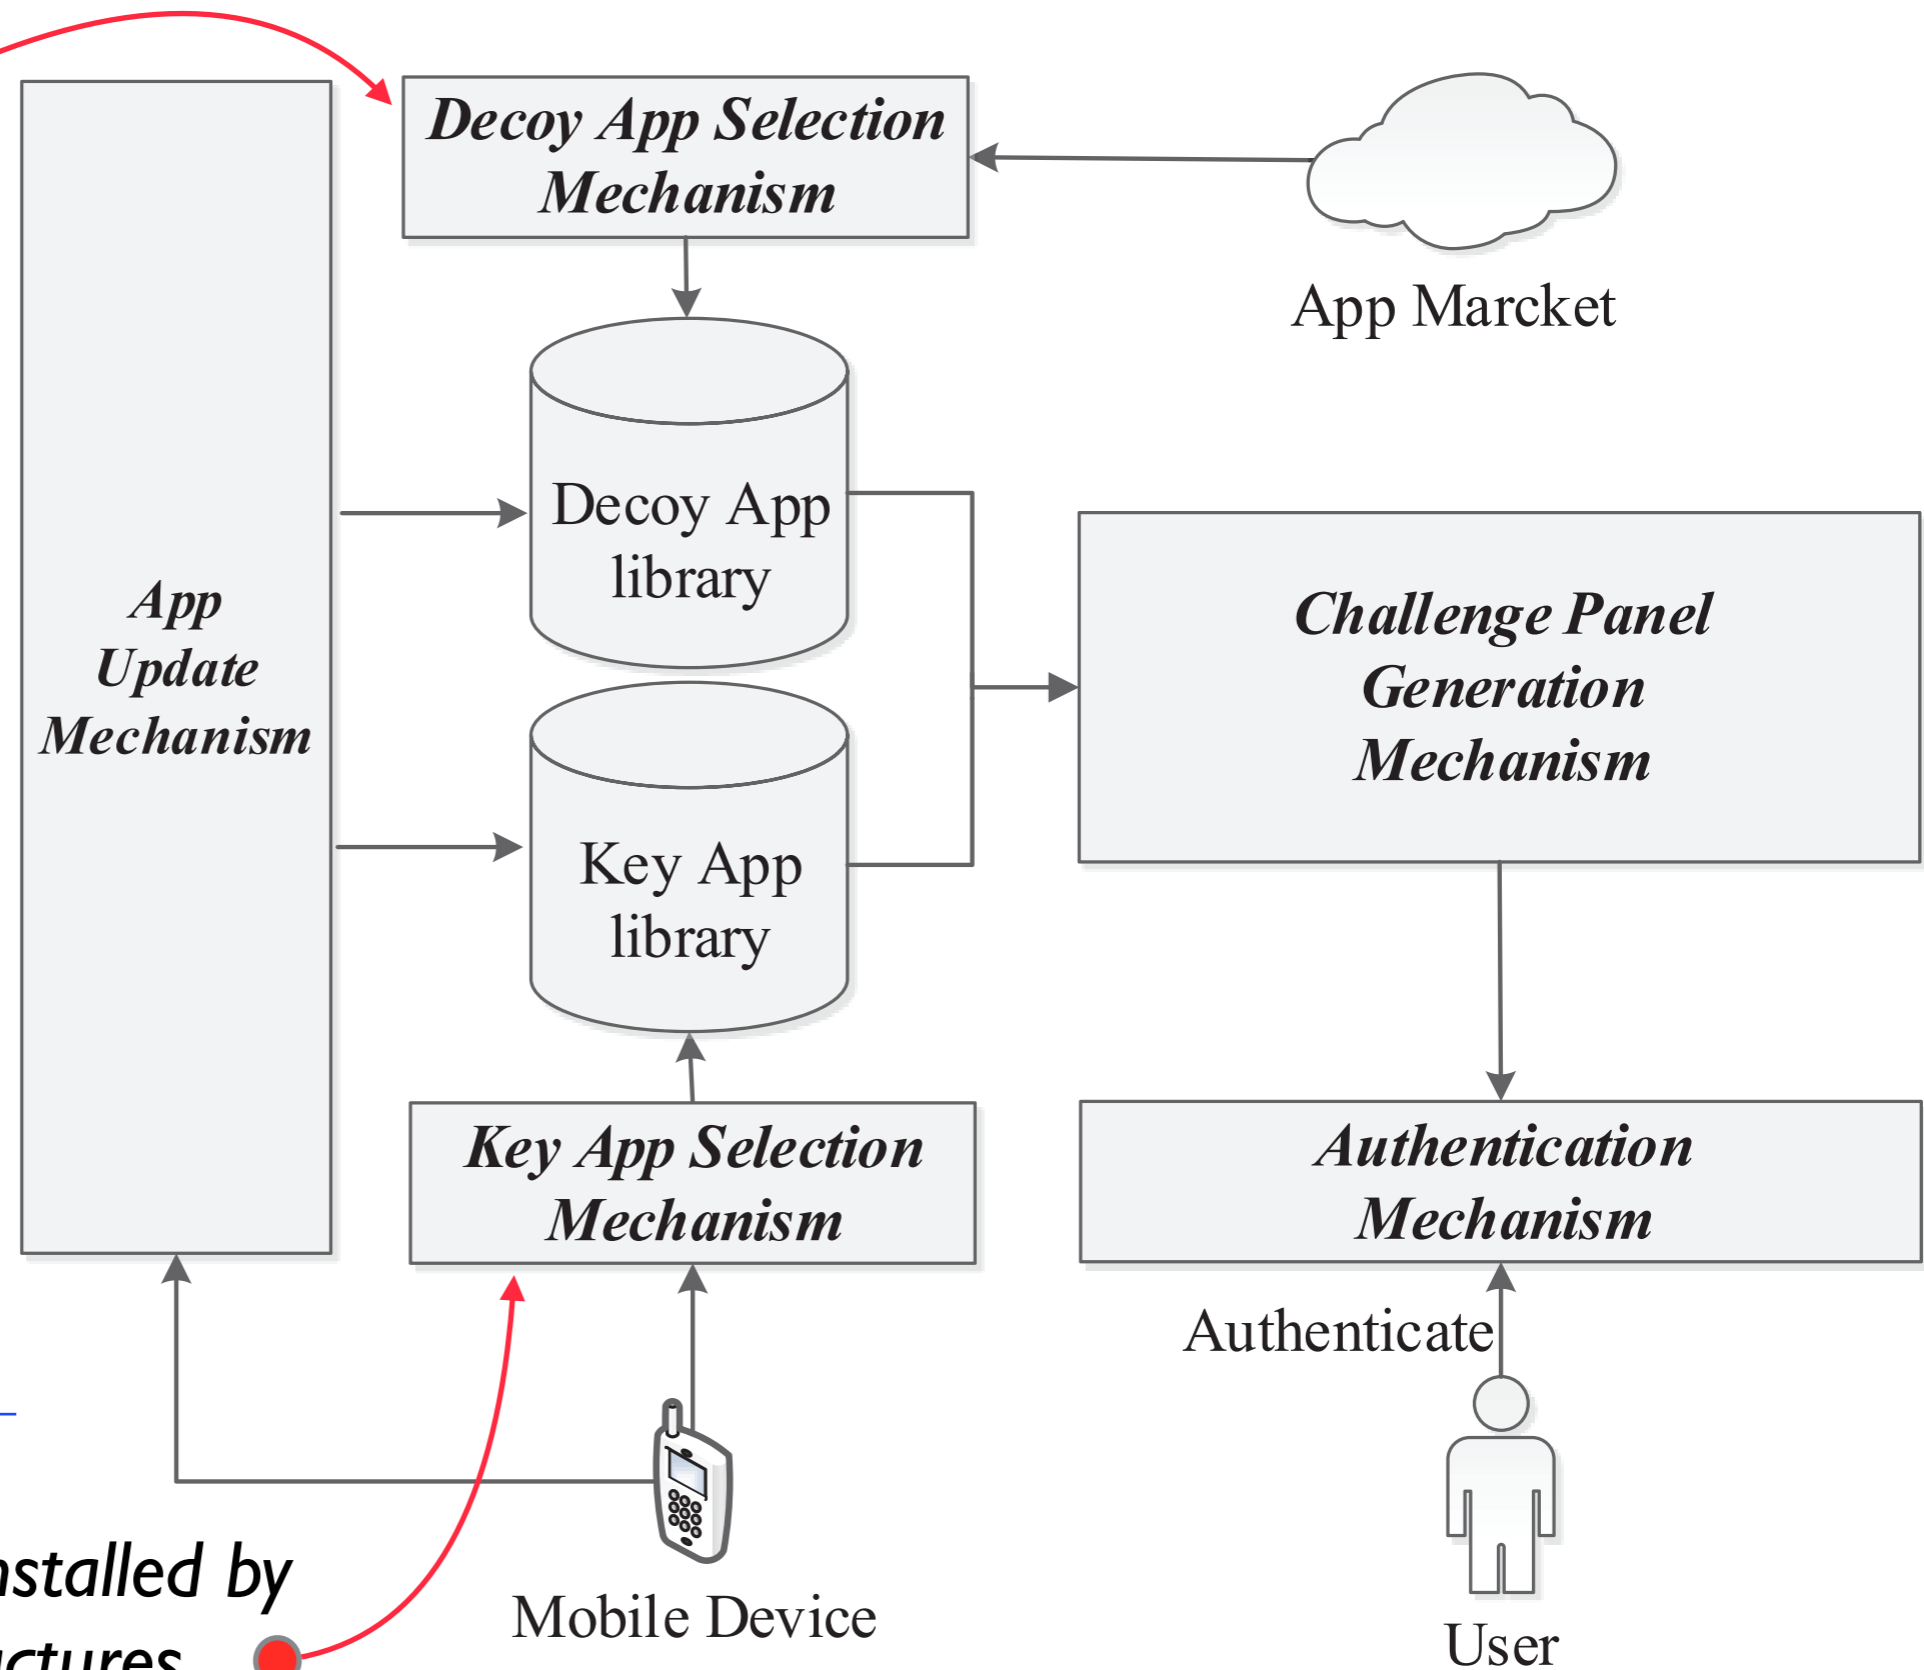 Decoy App Selection
Mechanism
App Marcket
Decoy App
library
App
Update
Mechanism
Challenge Panel
Generation
Mechanism
Key App
library
Key App Selection
Mechanism
Authentication
Mechanism
Authenticate
Mobile Device
User
nstalled by